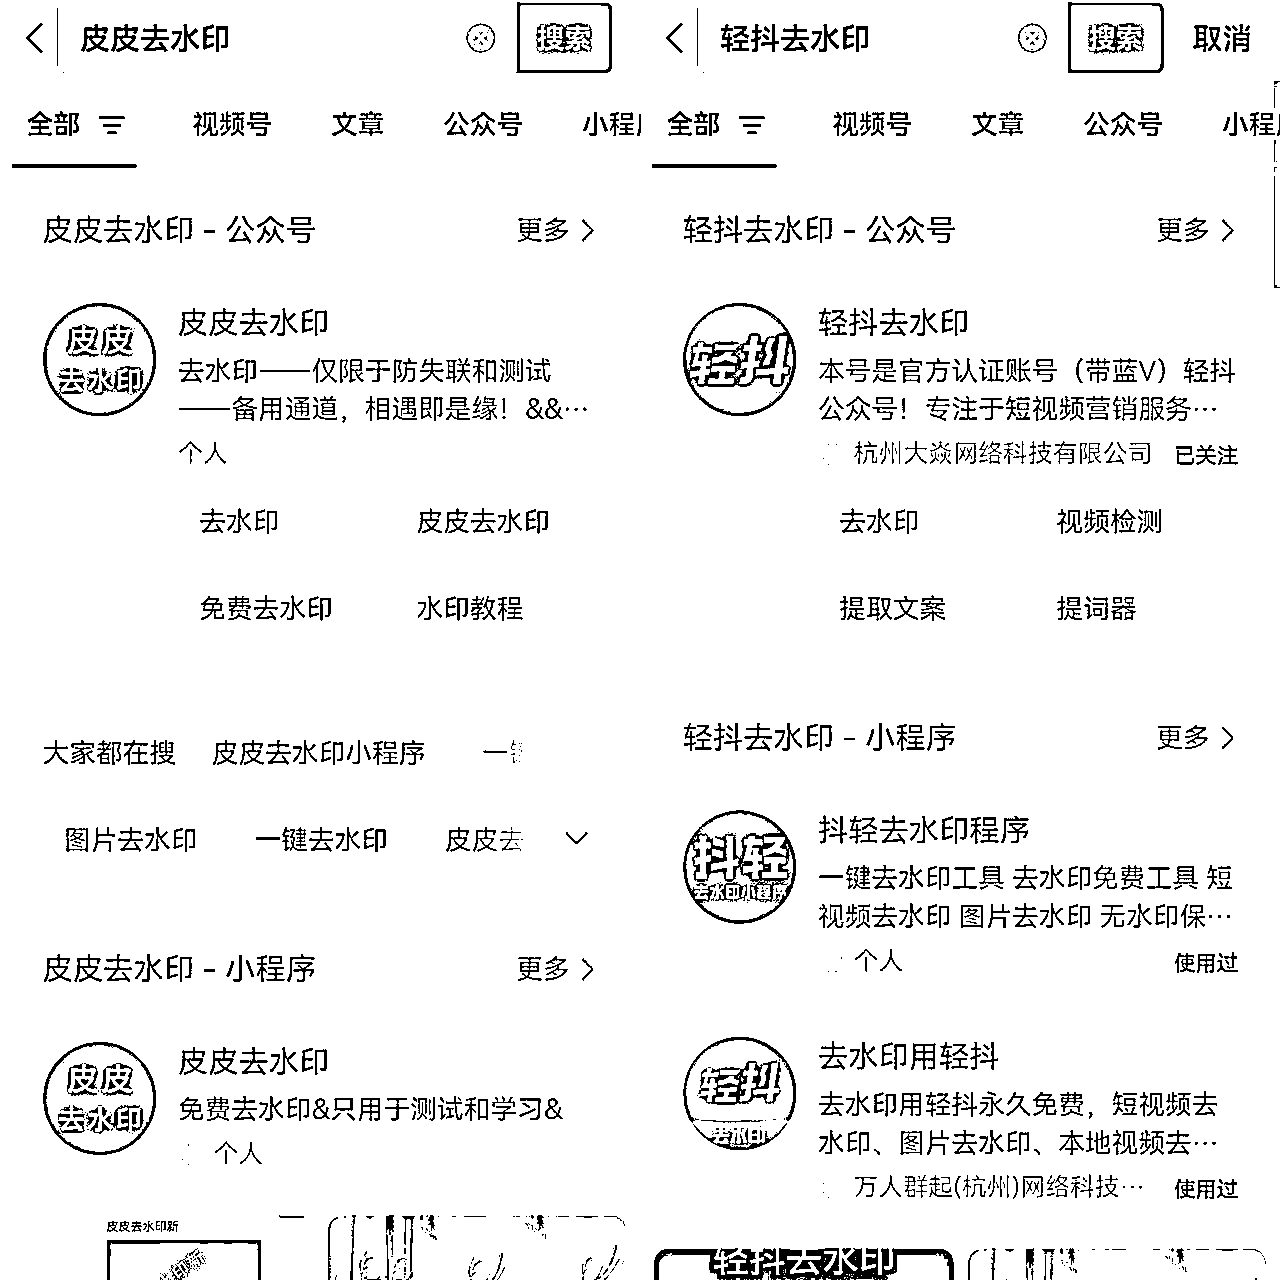 皮皮去水印
搜索
全部
视频号
文章
公众号
小程
皮皮去水印 - 公众号
更多
皮皮
去水印
皮皮去水印
去水印——仅限于防失联和测试
——备用通道，相遇即是缘！&&…
个人
去水印
皮皮去水印
免费去水印
水印教程
大家都在搜
皮皮去水印小程序
一
图片去水印
一键去水印
皮皮去
皮皮去水印 - 小程序
更多
皮皮
去水印
皮皮去水印
免费去水印&只用于测试和学习&
个人
皮皮去水印新
轻抖去水印
搜索
取消
全部
视频号
文章
公众号
小程
轻抖去水印 - 公众号
更多
轻抖
轻抖去水印
本号是官方认证账号（带蓝V）轻抖
公众号！专注于短视频营销服务…
杭州大焱网络科技有限公司
已关注
去水印
视频检测
提取文案
提词器
轻抖去水印 - 小程序
更多
抖轻
去水印小程序
抖轻去水印程序
一键去水印工具 去水印免费工具 短
视频去水印 图片去水印 无水印保…
个人
使用过
轻抖
去水印
去水印用轻抖
去水印用轻抖永久免费，短视频去
水印、图片去水印、本地视频去…
万人群起(杭州)网络科技…
使用过
轻抖去水印